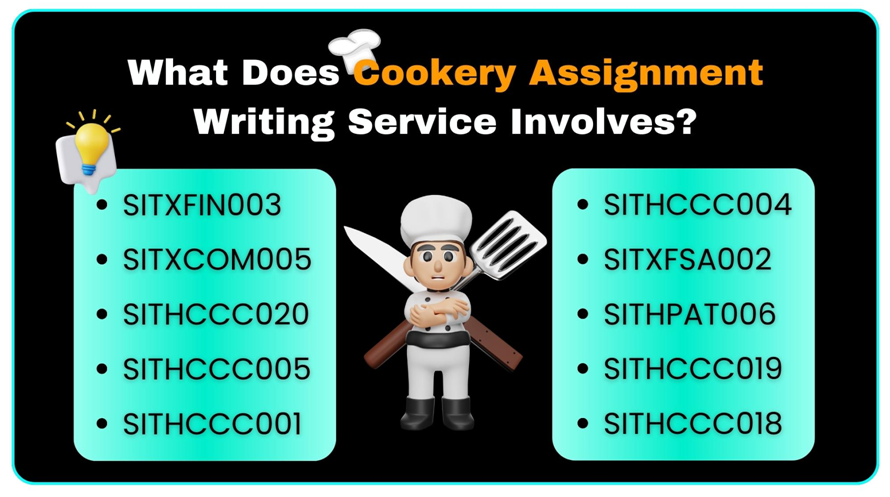 What Does Cookery Assignment
Writing Service Involves?
SITXFIN003
SITXCOM005
SITHCCC020
SITHCCC005
SITHCCC001
SITHCCC004
SITXFSA002
SITHPAT006
SITHCCC019
SITHCCC018